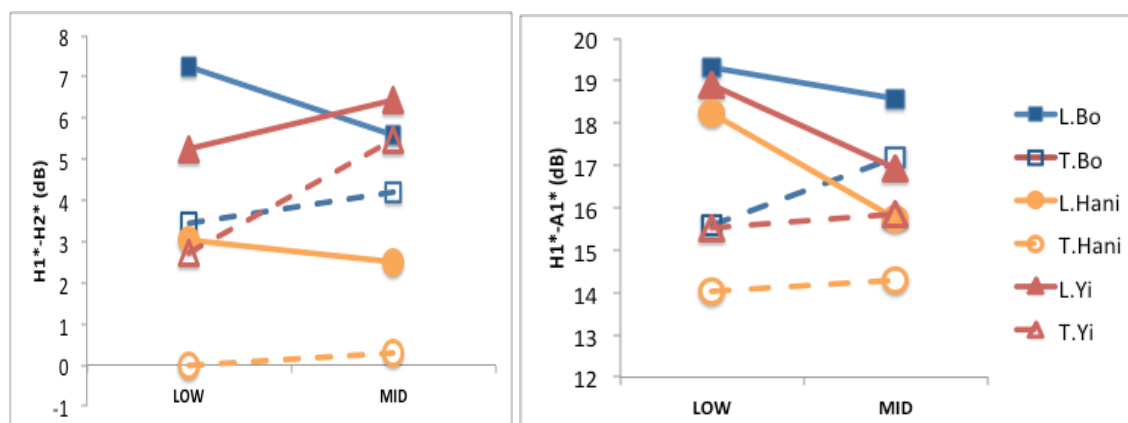 8
7
6
5
4
3
2
1
0
-1
H1*-H2* (dB)
LOW MID
20
19
18
17
16
15
14
13
12
H1*-A1* (dB)
LOW MID
L.Bo
T.Bo
L.Hani
T.Hani
L.Yi
T.Yi